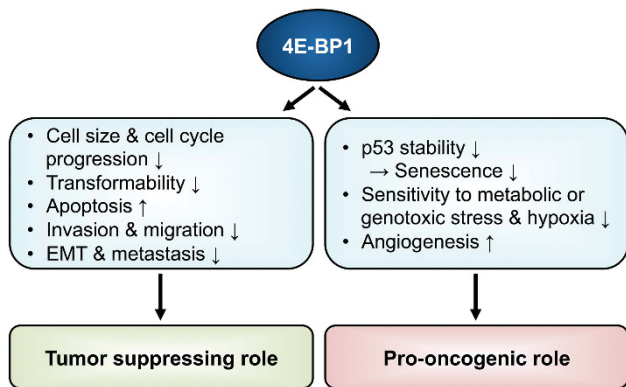 4E-BP1
• Cell size & cell cycle
progression ↓
• Transformability ↓
• Apoptosis ↑
• Invasion & migration ↓
• EMT & metastasis ↓
• p53 stability ↓
→ Senescence ↓
• Sensitivity to metabolic or
genotoxic stress & hypoxia ↓
• Angiogenesis ↑
Tumor suppressing role
Pro-oncogenic role